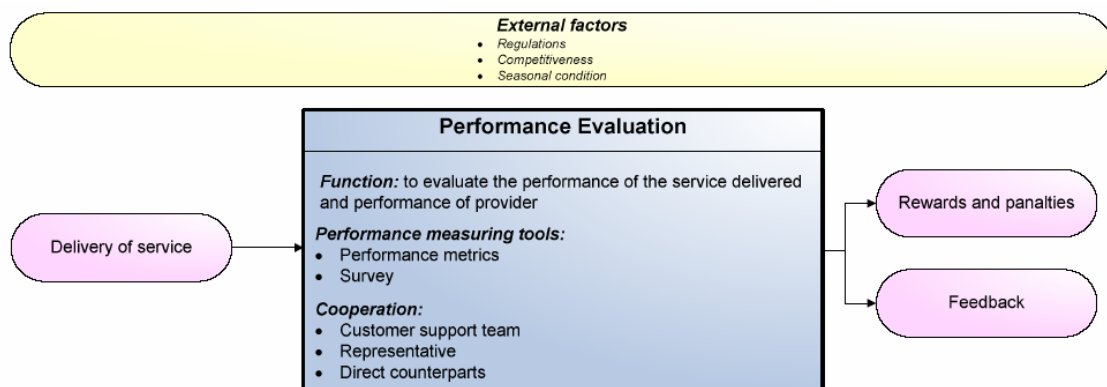 External factors
• Regulations
• Competitiveness
• Seasonal condition
Performance Evaluation
Function: to evaluate the performance of the service delivered
and performance of provider
Performance measuring tools:
• Performance metrics
• Survey
Cooperation:
• Customer support team
• Representative
• Direct counterparts
Delivery of service
Rewards and panalties
Feedback